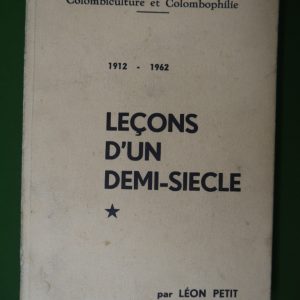 Colombiculture et Colombophilie
1912 - 1962
LEÇONS
D'UN
DEMI-SIECLE
★
par LÉON PETIT